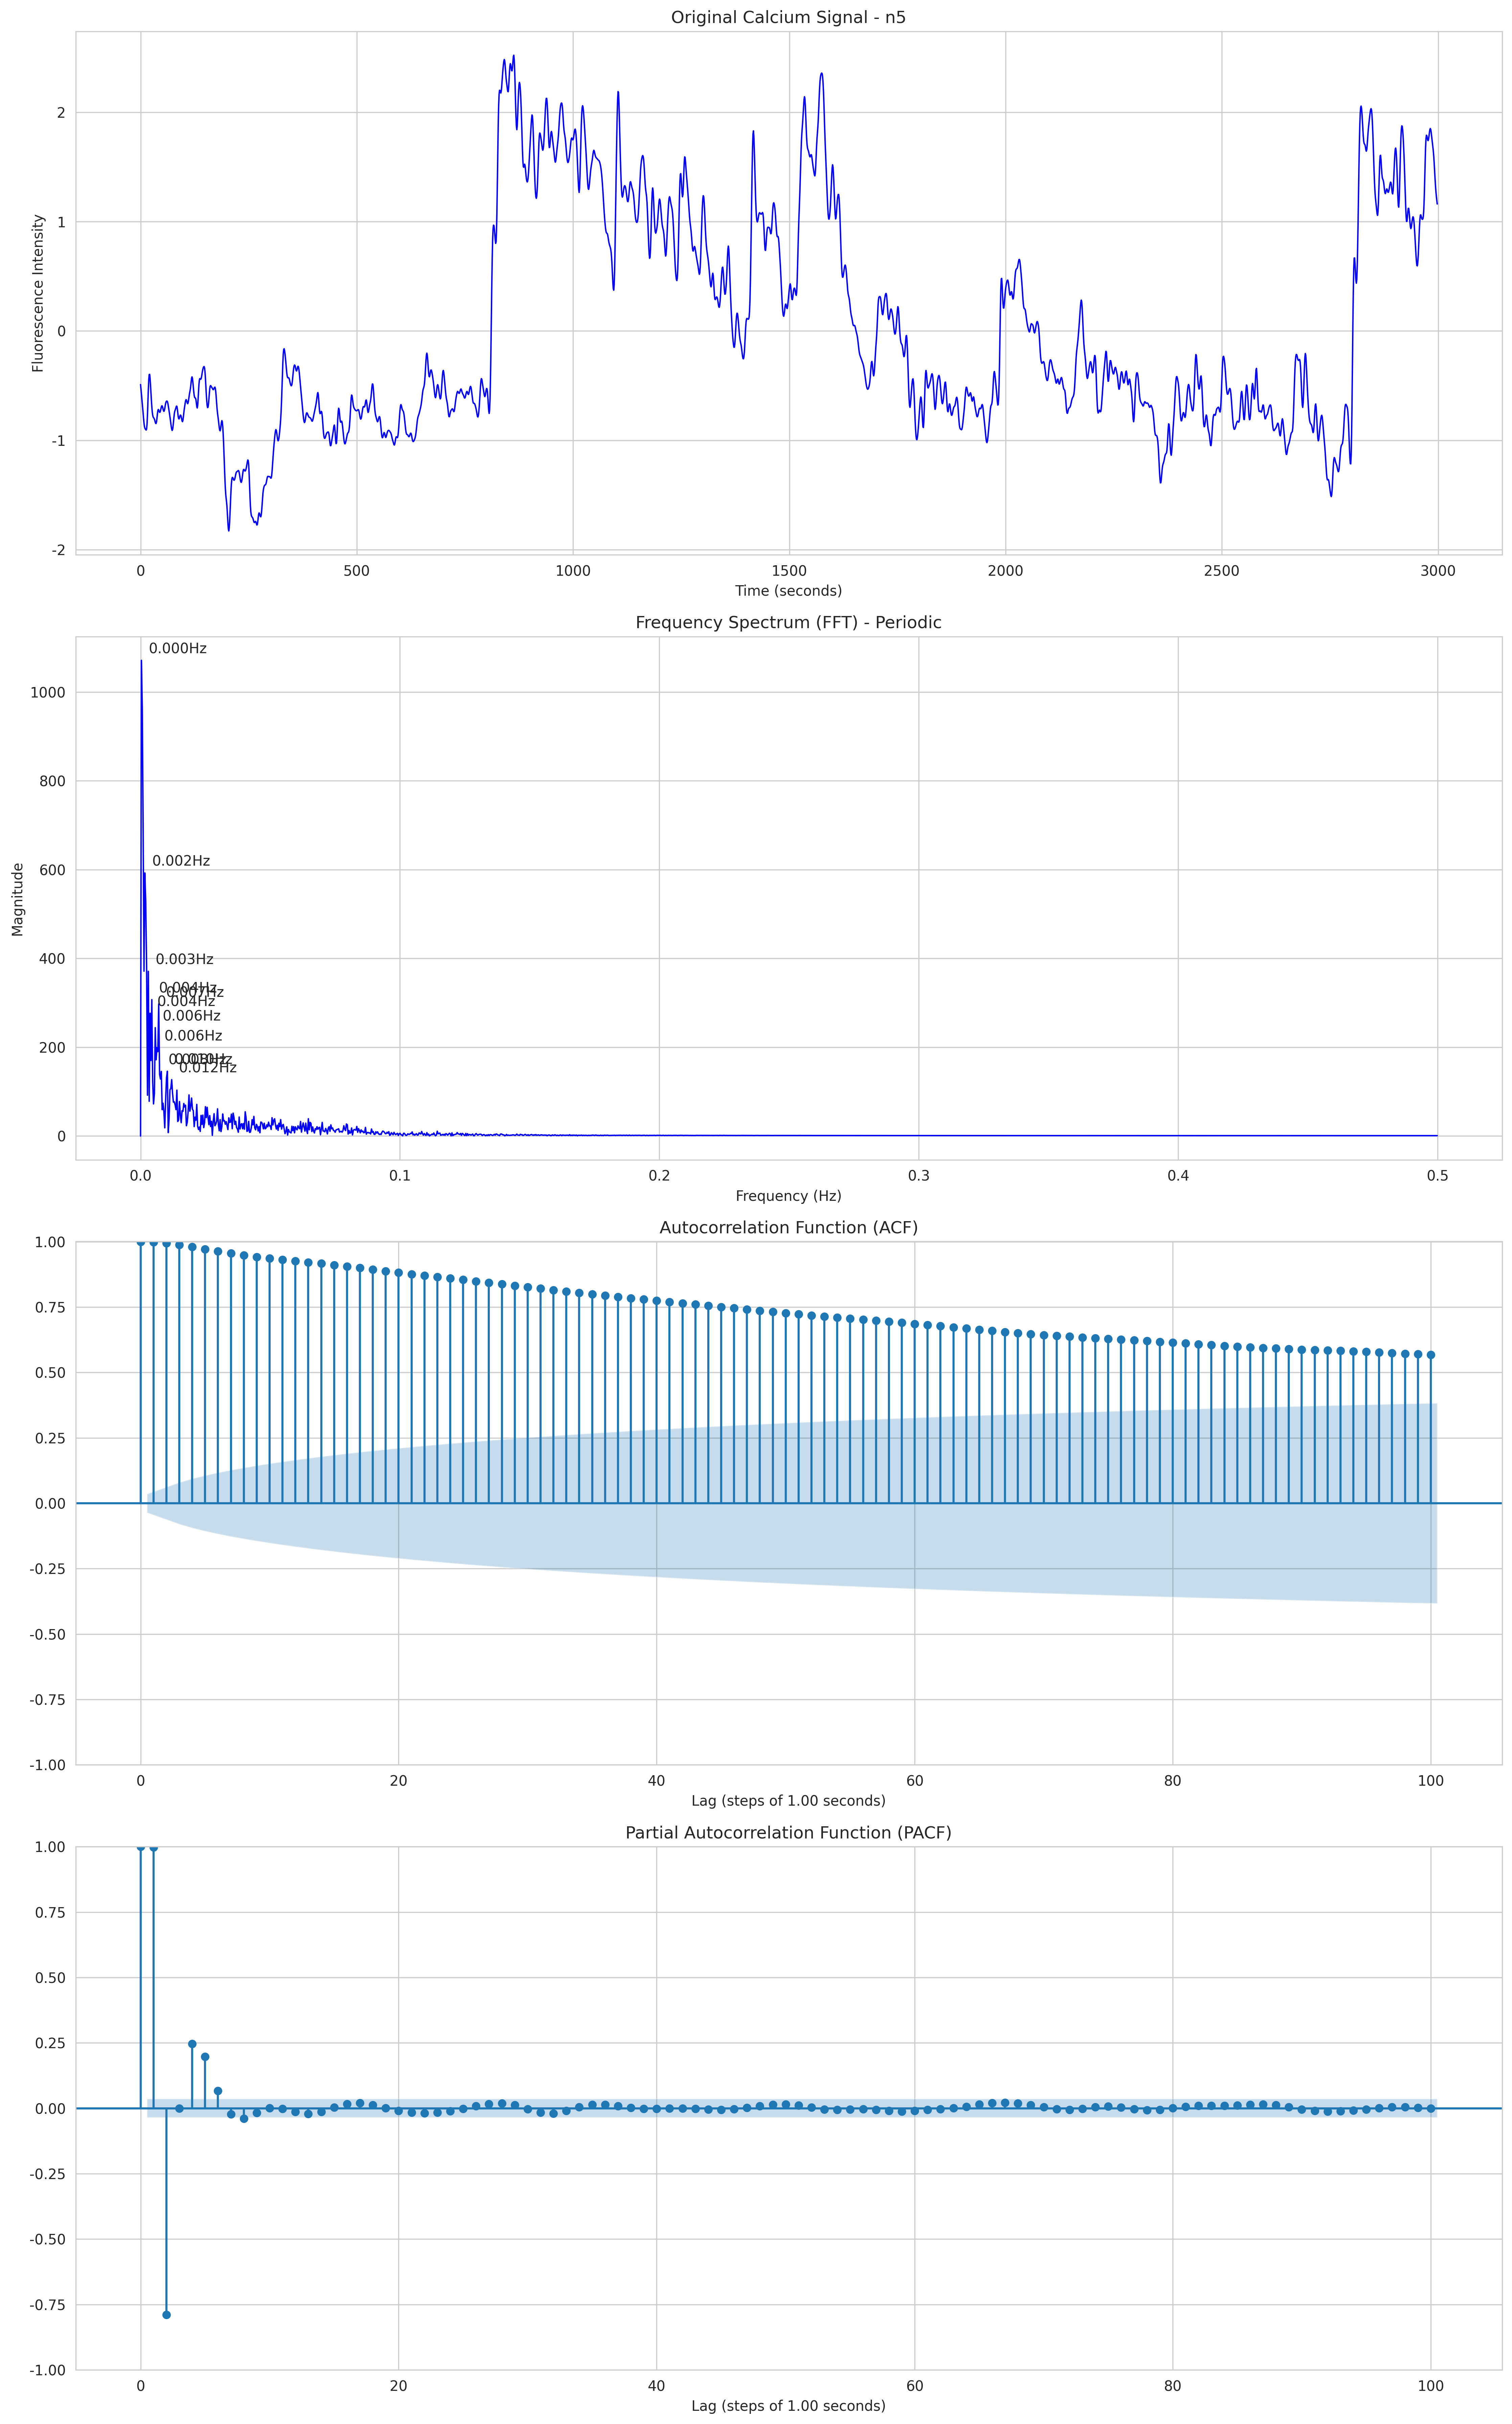 Original Calcium Signal - n5
2
1
0
-1
-2
Fluorescence Intensity
0 500 1000 1500 2000 2500 3000
Time (seconds)
Frequency Spectrum (FFT) - Periodic
1000
800
600
400
200
0
Magnitude
0.000Hz
0.002Hz
0.003Hz
0.004Hz
0.007Hz
0.004Hz
0.006Hz
0.006Hz
0.012Hz
0.0 0.1 0.2 0.3 0.4 0.5
Frequency (Hz)
Autocorrelation Function (ACF)
1.00
0.75
0.50
0.25
0.00
-0.25
-0.50
-0.75
-1.00
0 20 40 60 80 100
Lag (steps of 1.00 seconds)
Partial Autocorrelation Function (PACF)
1.00
0.75
0.50
0.25
0.00
-0.25
-0.50
-0.75
-1.00
0 20 40 60 80 100
Lag (steps of 1.00 seconds)